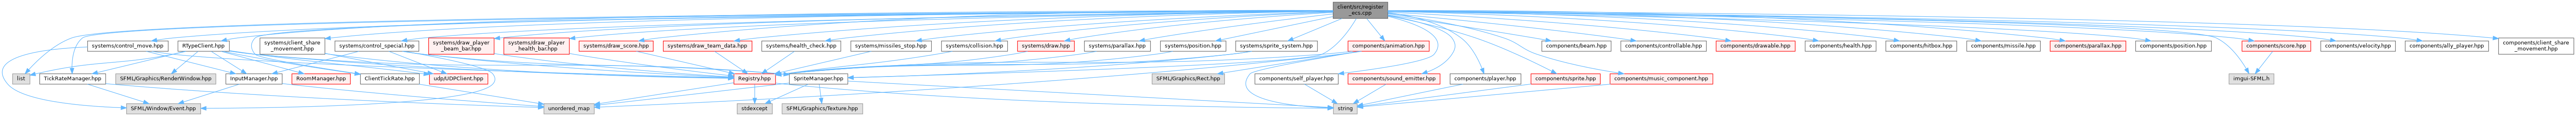 client/src/register
_ecs.cpp
systems/control_move.hpp
RTypeClient.hpp
systems/client_share
_movement.hpp
systems/control_special.hpp
systems/draw_player
_beam_bar.hpp
systems/draw_player
_health_bar.hpp
systems/draw_score.hpp
systems/draw_team_data.hpp
systems/health_check.hpp
systems/missiles_stop.hpp
systems/collision.hpp
systems/draw.hpp
systems/parallax.hpp
systems/position.hpp
systems/sprite_system.hpp
components/animation.hpp
components/beam.hpp
components/controllable.hpp
components/drawable.hpp
components/health.hpp
components/hitbox.hpp
components/missile.hpp
components/parallax.hpp
components/position.hpp
components/score.hpp
components/velocity.hpp
components/ally_player.hpp
components/client_share
_movement.hpp
list
TickRateManager.hpp
SFML/Graphics/RenderWindow.hpp
InputManager.hpp
RoomManager.hpp
ClientTickRate.hpp
udp/UDPClient.hpp
Registry.hpp
SpriteManager.hpp
SFML/Graphics/Rect.hpp
components/self_player.hpp
components/sound_emitter.hpp
components/player.hpp
components/sprite.hpp
components/music_component.hpp
imgui-SFML.h
SFML/Window/Event.hpp
unordered_map
stdexcept
SFML/Graphics/Texture.hpp
string